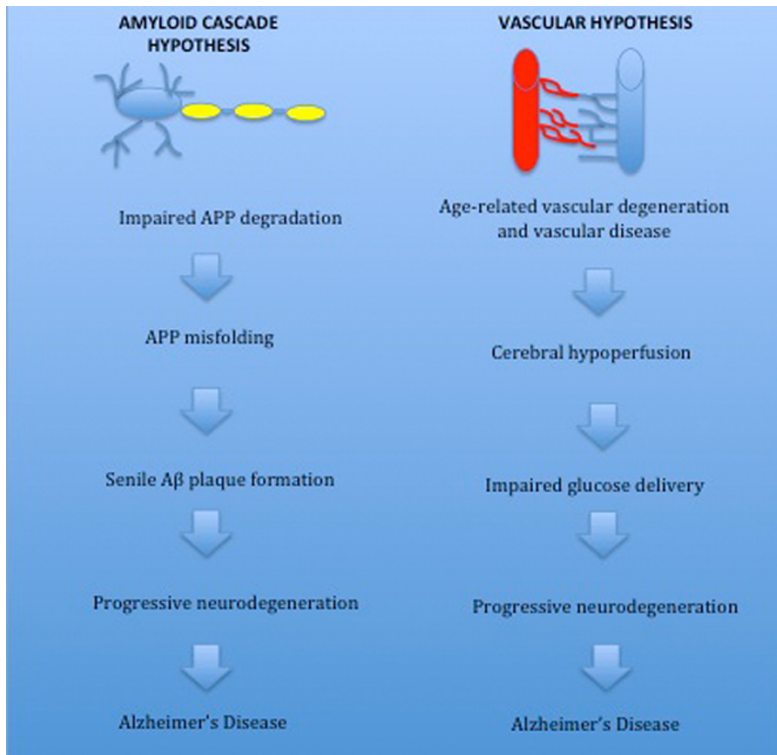 AMYLOID CASCADE
HYPOTHESIS
Impaired APP degradation
APP misfolding
Senile Aβ plaque formation
Progressive neurodegeneration
Alzheimer's Disease
VASCULAR HYPOTHESIS
Age-related vascular degeneration
and vascular disease
Cerebral hypoperfusion
Impaired glucose delivery
Progressive neurodegeneration
Alzheimer's Disease